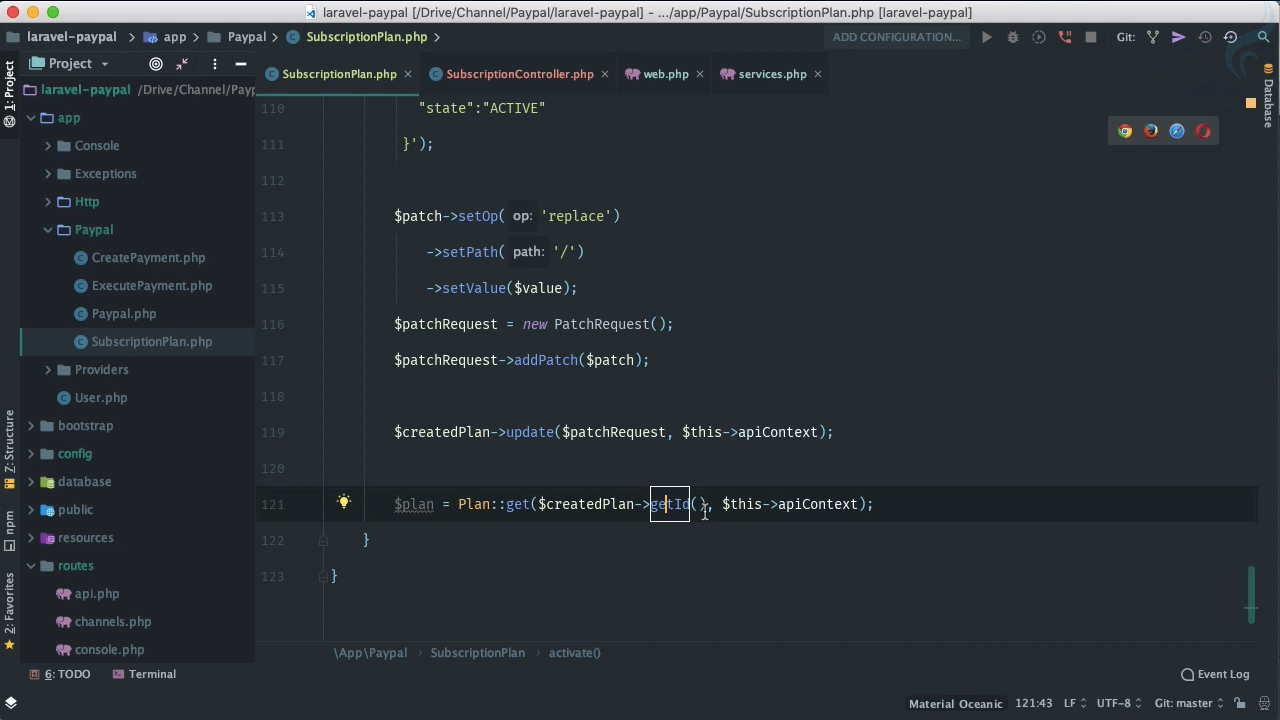 laravel-paypal [/Drive/Channel/Paypal/laravel-paypal] - .../app/Paypal/SubscriptionPlan.php [laravel-paypal]
laravel-paypal app Paypal SubscriptionPlan.php ADD CONFIGURATION... Git:
Project SubscriptionPlan.php SubscriptionController.php web.php services.php
1: Project
Z: Structure
npm
2: Favorites
Database
laravel-paypal /Drive/Channel/Payp
app
Console
Exceptions
Http
Paypal
CreatePayment.php
ExecutePayment.php
Paypal.php
SubscriptionPlan.php
Providers
User.php
bootstrap
config
database
public
resources
routes
api.php
channels.php
console.php
110 "state":"ACTIVE"
111 }');
112
113 $patch->setOp( op: 'replace')
114 ->setPath( path: '/')
115 ->setValue($value);
116 $patchRequest = new PatchRequest();
117 $patchRequest->addPatch($patch);
118
119 $createdPlan->update($patchRequest, $this->apiContext);
120
121 $plan = Plan::get($createdPlan->getId(), $this->apiContext);
122 }
123 }
\App\Paypal SubscriptionPlan activate()
6: TODO Terminal Event Log
Material Oceanic 121:43 LF UTF-8 Git: master